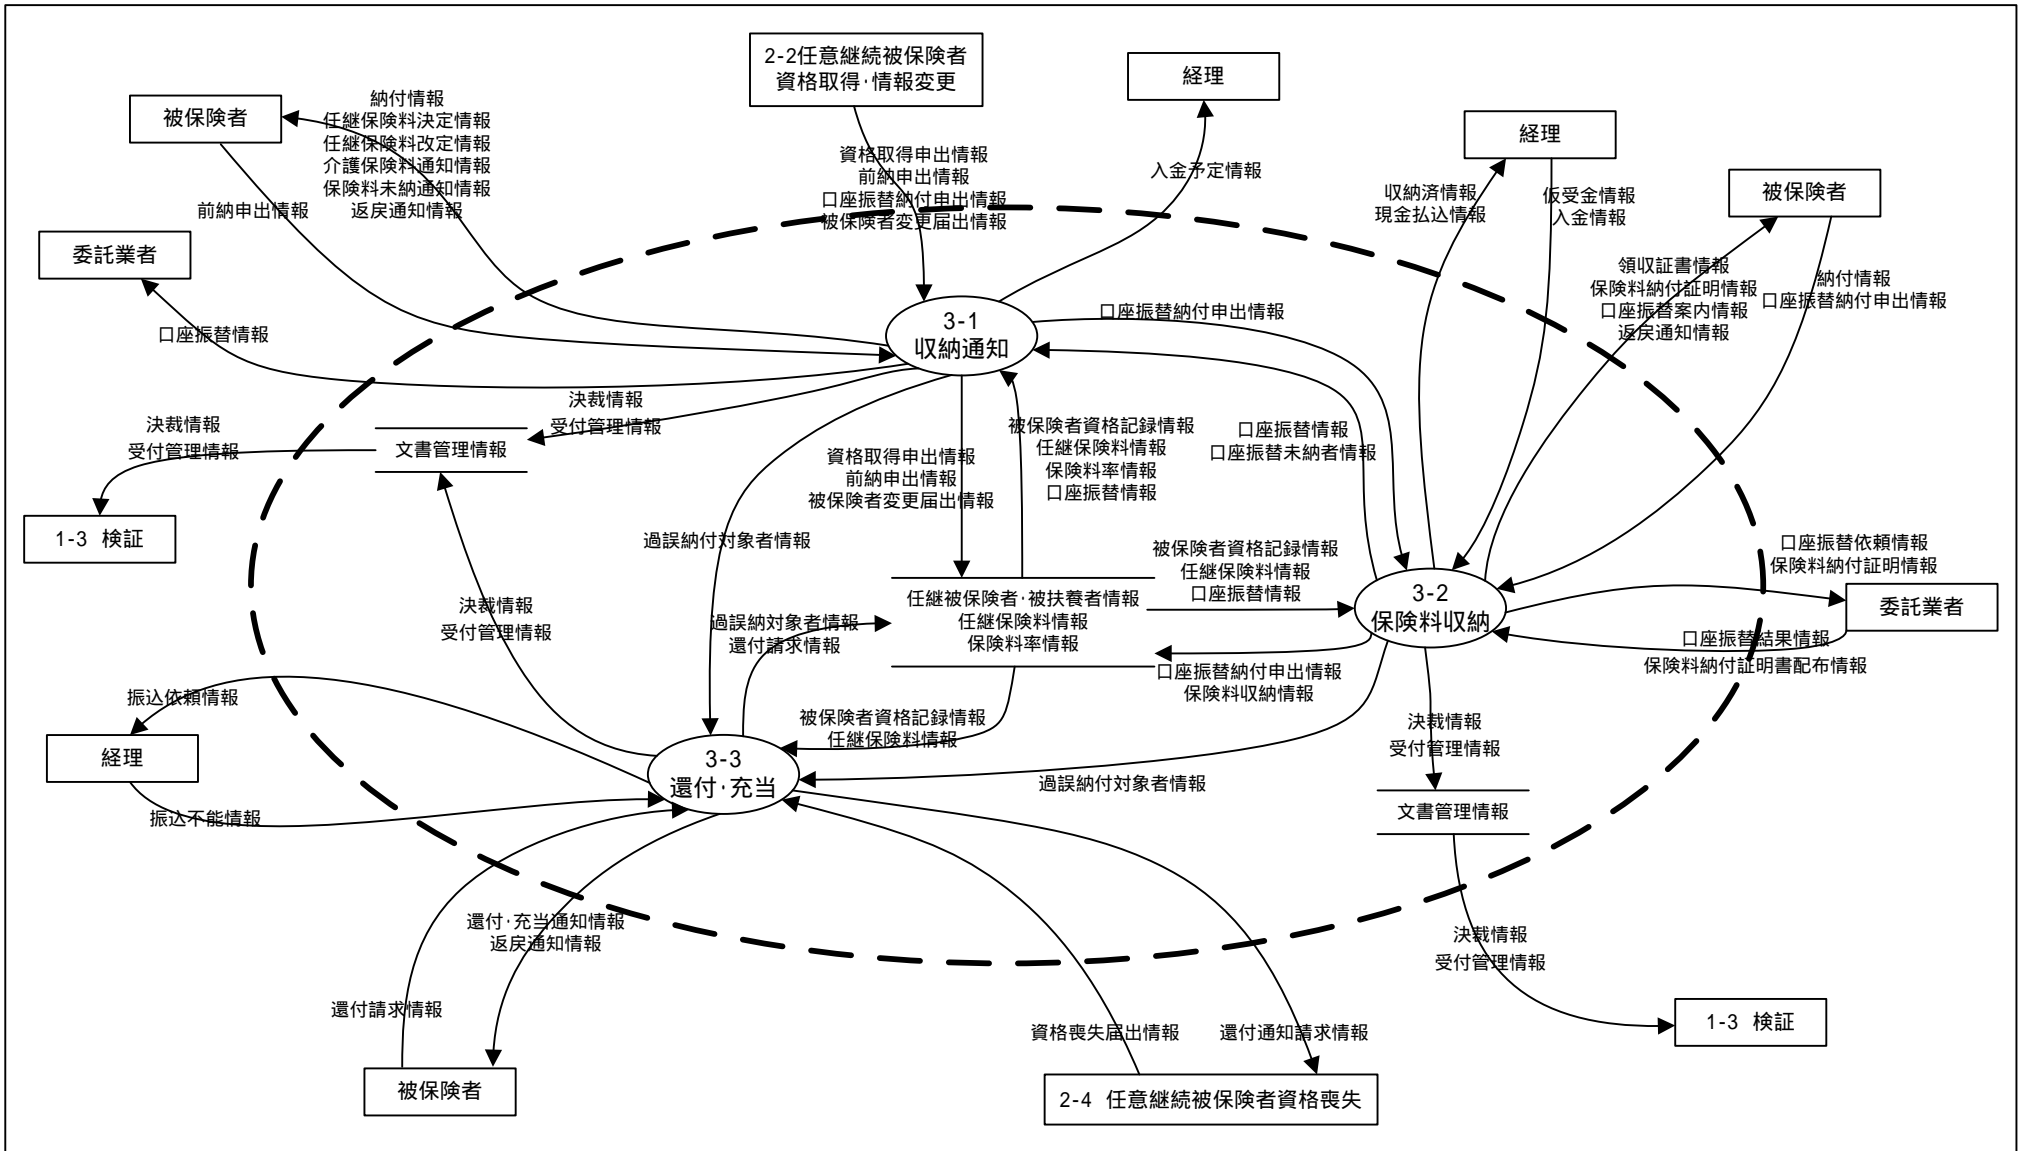 2-2任意継続被保険者
資格取得·情報変更
経理
被保険者
納付情報
任継保険料決定情報
任継保険料改定情報
介護保険料通知情報
保険料未納通知情報
返戻通知情報
経理
資格取得申出情報
前納申出情報
口座振替納付申出情報
被保険者変更届出情報
入金予定情報
収納済情報
現金払込情報
仮受金情報
入金情報
被保険者
前納申出情報
委託業者
領収証書情報
保険料納付証明情報
口座振替案内情報
返戻通知情報
納付情報
口座振替納付申出情報
口座振替情報
3-1
収納通知
口座振替納付申出情報
決裁情報
受付管理情報
決裁情報
受付管理情報
文書管理情報
被保険者資格記録情報
任継保険料情報
保険料率情報
口座振替情報
口座振替情報
口座振替未納者情報
資格取得申出情報
前納申出情報
被保険者変更届出情報
1-3 検証
過誤納付対象者情報
被保険者資格記録情報
任継保険料情報
口座振替情報
口座振替依頼情報
保険料納付証明情報
決裁情報
受付管理情報
過誤納対象者情報
還付請求情報
任継被保険者·被扶養者情報
任継保険料情報
保険料率情報
3-2
保険料収納
委託業者
口座振替結果情報
保険料納付証明書配布情報
口座振替納付申出情報
保険料収納情報
振込依頼情報
経理
被保険者資格記録情報
任継保険料情報
決裁情報
受付管理情報
3-3
還付·充当
過誤納付対象者情報
振込不能情報
文書管理情報
還付·充当通知情報
返戻通知情報
決裁情報
受付管理情報
還付請求情報
資格喪失届出情報
還付通知請求情報
1-3 検証
被保険者
2-4 任意継続被保険者資格喪失